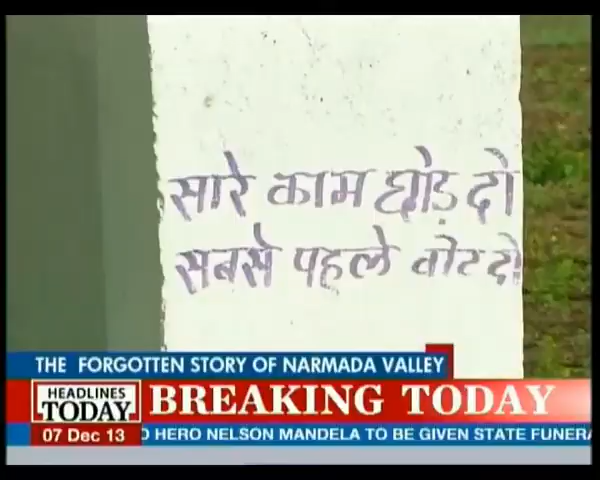 सारे काम छोड़ दो
सबसे पहले वोट दो
THE FORGOTTEN STORY OF NARMADA VALLEY
HEADLINES
TODAY
BREAKING TODAY
07 Dec 13
O HERO NELSON MANDELA TO BE GIVEN STATE FUNERA